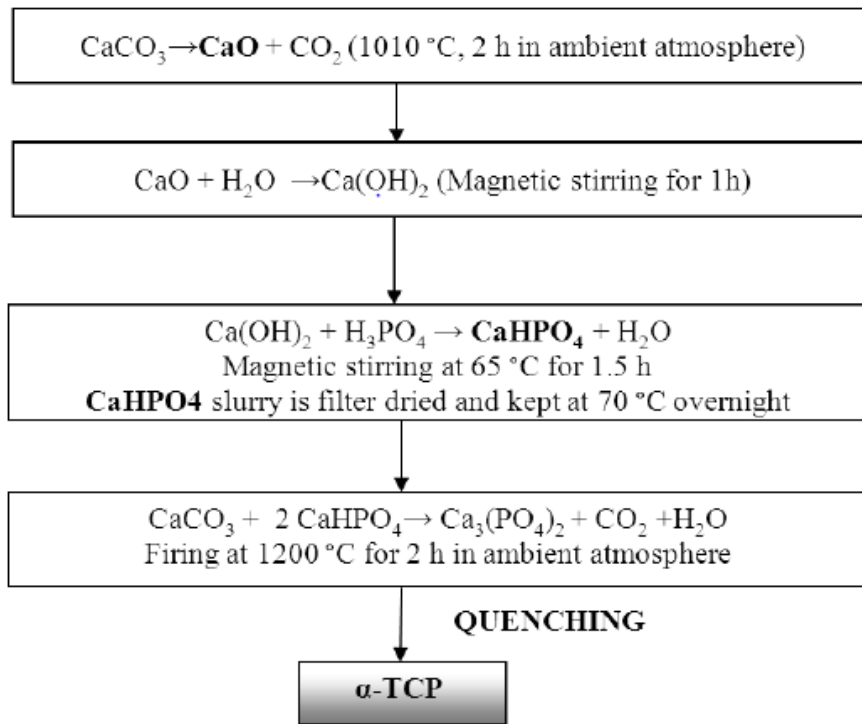 CaCO₃→CaO + CO₂ (1010 °C, 2 h in ambient atmosphere)
CaO + H₂O →Ca(OH)₂ (Magnetic stirring for 1h)
Ca(OH)₂ + H₃PO₄ → CaHPO₄ + H₂O
Magnetic stirring at 65 °C for 1.5 h
CaHPO4 slurry is filter dried and kept at 70 °C overnight
CaCO₃ + 2 CaHPO₄→ Ca₃(PO₄)₂ + CO₂ +H₂O
Firing at 1200 °C for 2 h in ambient atmosphere
QUENCHING
α-TCP